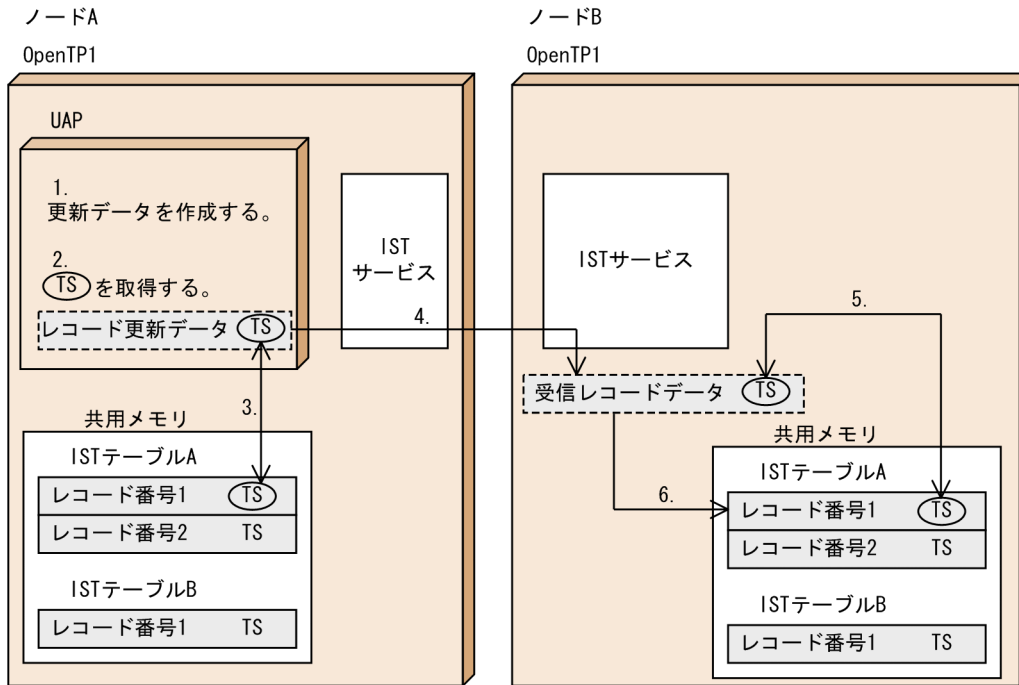 ノードA
OpenTP1
UAP
1.
更新データを作成する。
2.
TSを取得する。
レコード更新データ TS
3.
共用メモリ
ISTテーブルA
レコード番号1 TS
レコード番号2 TS
ISTテーブルB
レコード番号1 TS
IST
サービス
4.
ノードB
OpenTP1
ISTサービス
5.
受信レコードデータ TS
6.
共用メモリ
ISTテーブルA
レコード番号1 TS
レコード番号2 TS
ISTテーブルB
レコード番号1 TS